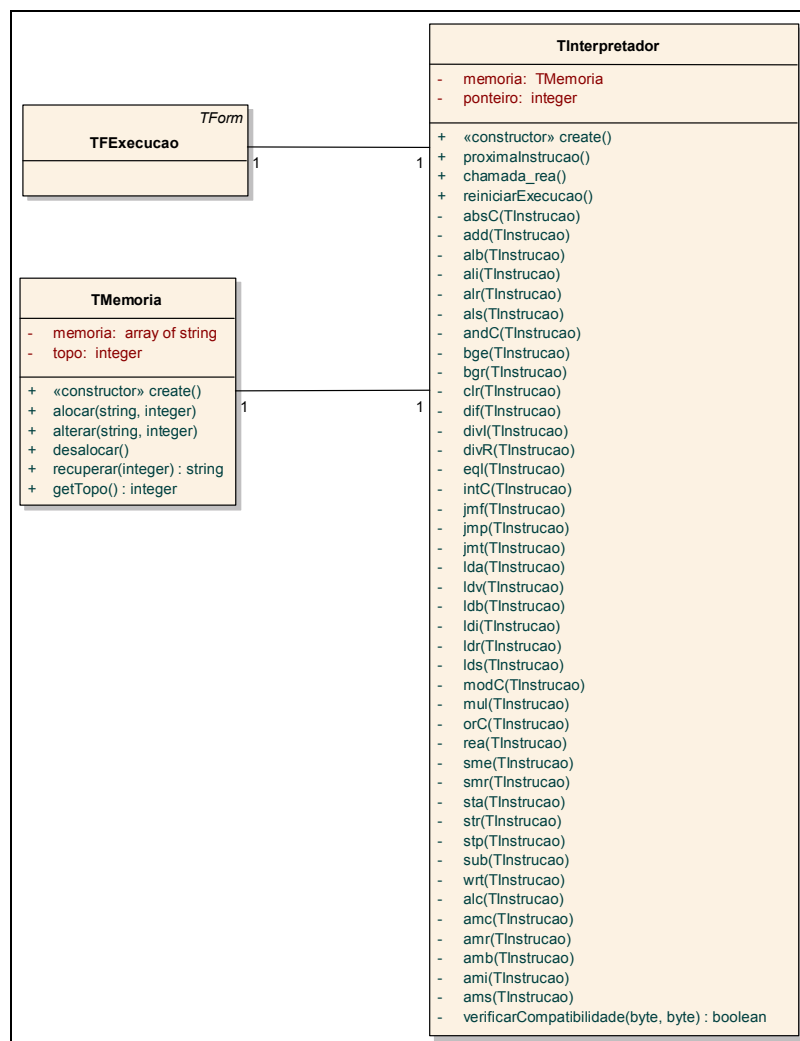 TForm
TFExecucao
1
1
TMemoria
- memoria: array of string
- topo: integer
+ «constructor» create()
+ alocar(string, integer)
+ alterar(string, integer)
+ desalocar()
+ recuperar(integer) : string
+ getTopo() : integer
1
1
TInterpretador
- memoria: TMemoria
- ponteiro: integer
+ «constructor» create()
+ proximaInstrucao()
+ chamada_rea()
+ reiniciarExecucao()
- absC(TInstrucao)
- add(TInstrucao)
- alb(TInstrucao)
- ali(TInstrucao)
- alr(TInstrucao)
- als(TInstrucao)
- andC(TInstrucao)
- bge(TInstrucao)
- bgr(TInstrucao)
- clr(TInstrucao)
- dif(TInstrucao)
- divI(TInstrucao)
- divR(TInstrucao)
- eql(TInstrucao)
- intC(TInstrucao)
- jmf(TInstrucao)
- jmp(TInstrucao)
- jmt(TInstrucao)
- lda(TInstrucao)
- ldv(TInstrucao)
- ldb(TInstrucao)
- ldi(TInstrucao)
- ldr(TInstrucao)
- lds(TInstrucao)
- modC(TInstrucao)
- mul(TInstrucao)
- orC(TInstrucao)
- rea(TInstrucao)
- sme(TInstrucao)
- smr(TInstrucao)
- sta(TInstrucao)
- str(TInstrucao)
- stp(TInstrucao)
- sub(TInstrucao)
- wrt(TInstrucao)
- alc(TInstrucao)
- amc(TInstrucao)
- amr(TInstrucao)
- amb(TInstrucao)
- ami(TInstrucao)
- ams(TInstrucao)
- verificarCompatibilidade(byte, byte) : boolean